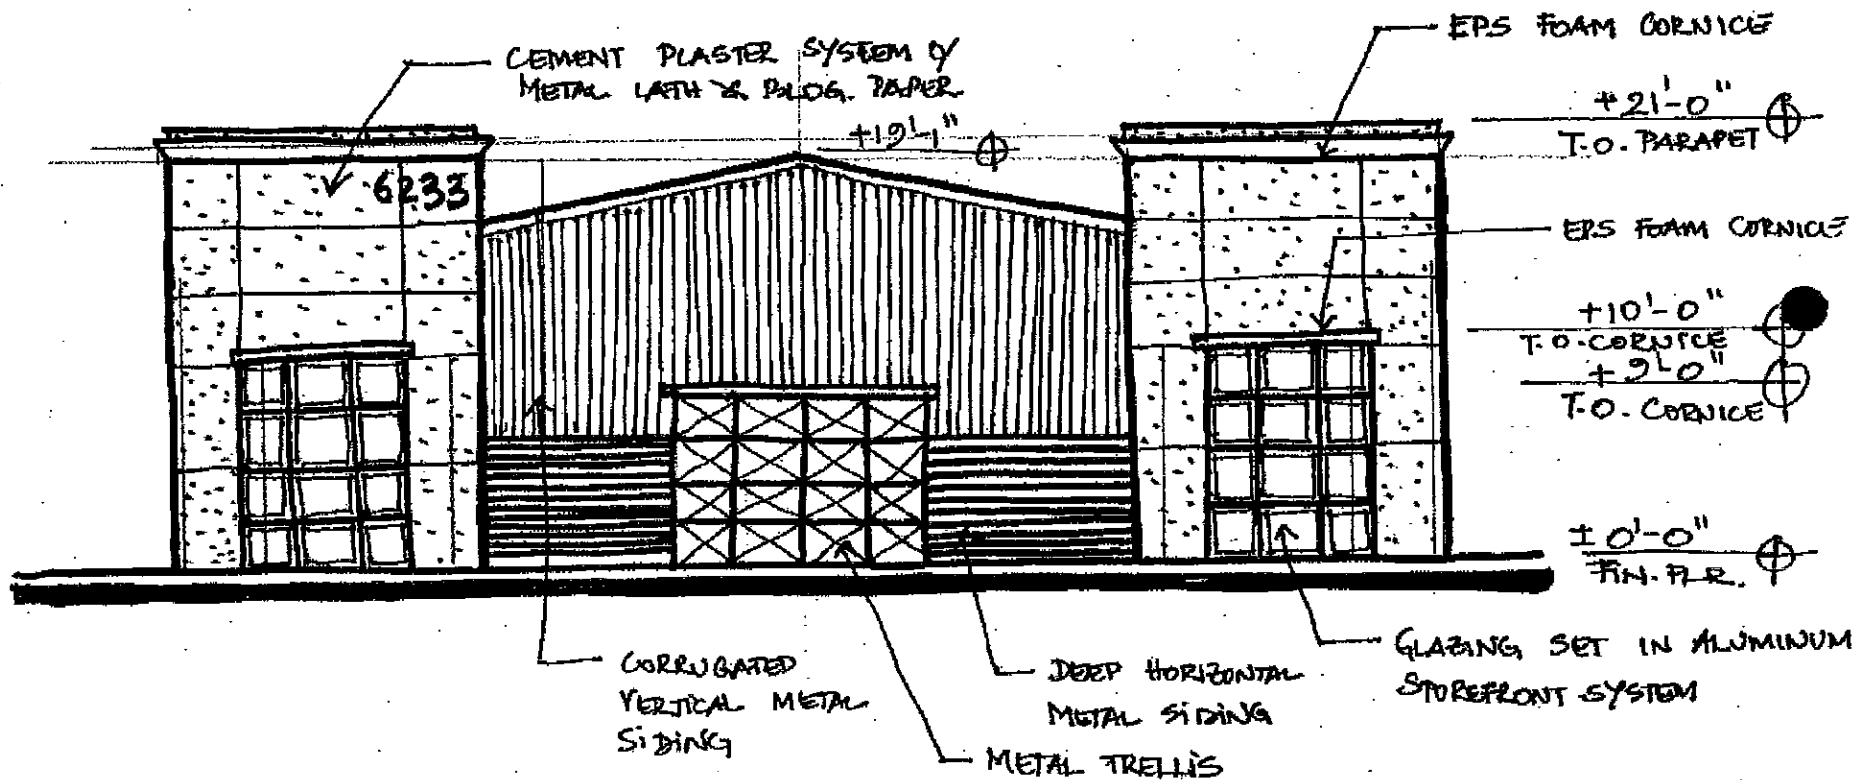 EPS FOAM CORNICE
CEMENT PLASTER SYSTEM W/
METAL LATH & BLDG. PAPER
+21'-0"
T.O. PARAPET
+19'-1"
6233
EPS FOAM CORNICE
+10'-0"
T.O. CORNICE
+9'-0"
T.O. CORNICE
±0'-0"
FIN. FLR.
GLAZING SET IN ALUMINUM
STOREFRONT SYSTEM
CORRUGATED
VERTICAL METAL
SIDING
DEEP HORIZONTAL
METAL SIDING
METAL TRELLIS